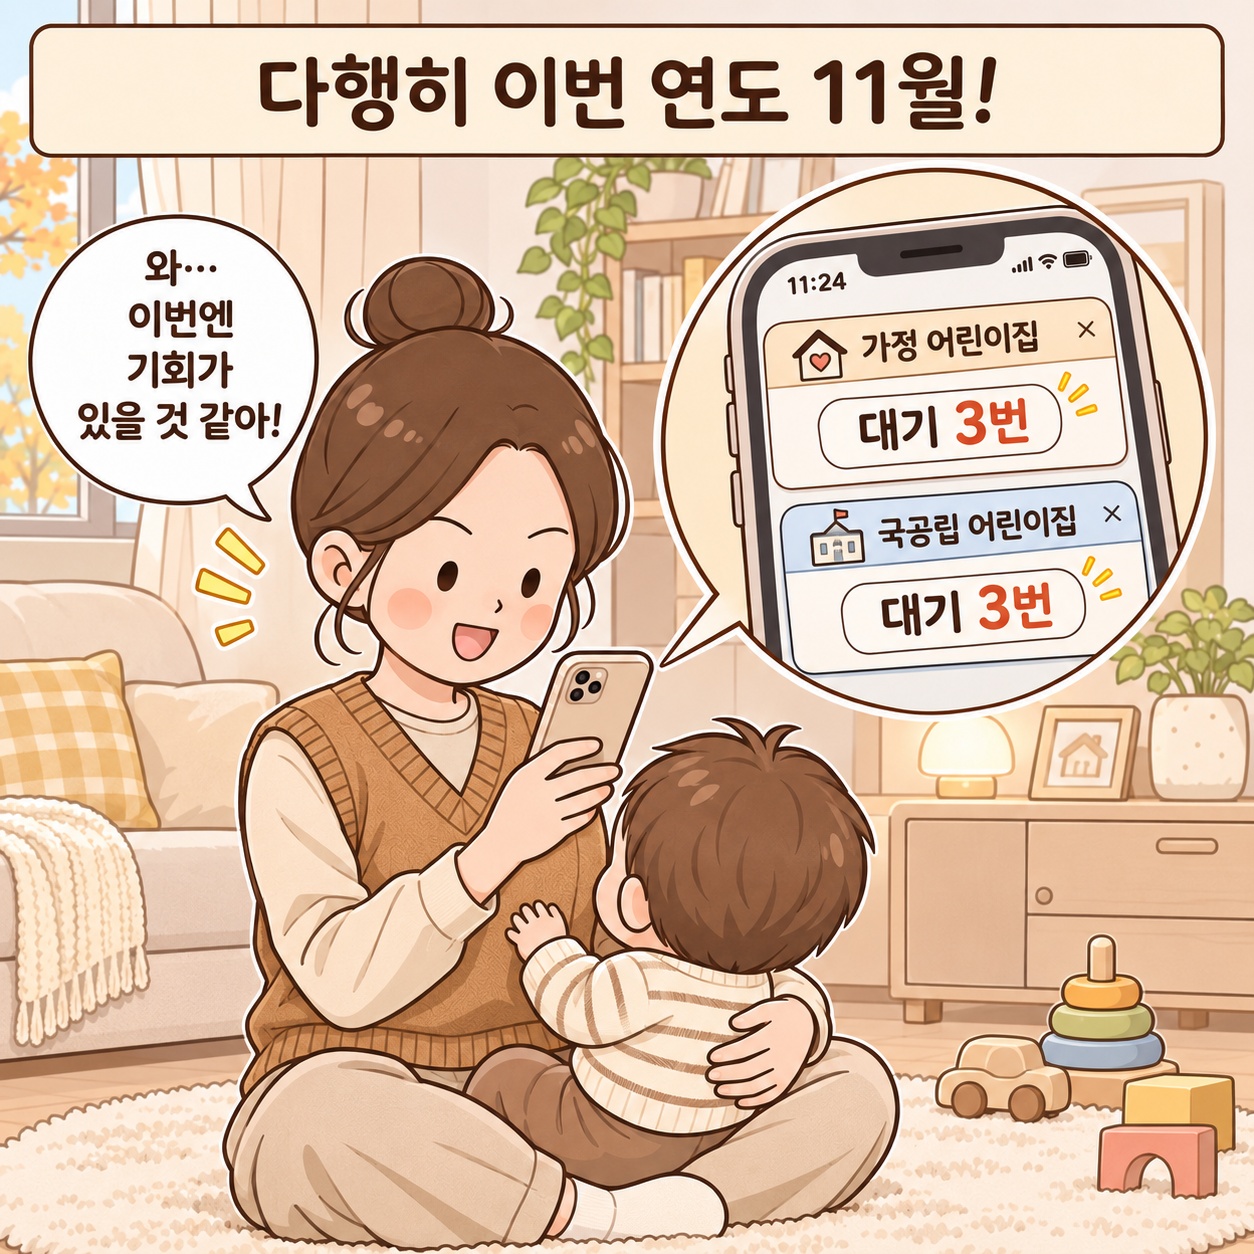 다행히 이번 연도 11월!
와...
이번엔
기회가
있을 것 같아!
11:24
가정 어린이집
대기 3번
국공립 어린이집
대기 3번